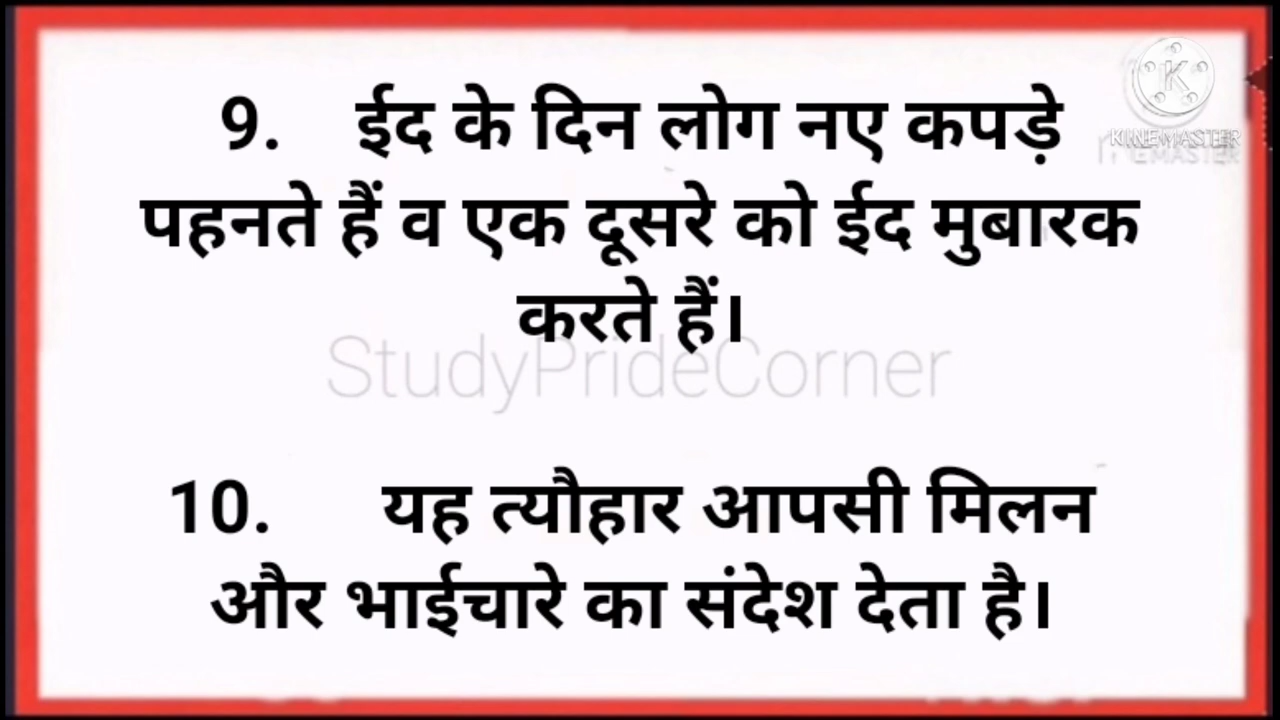 9. ईद के दिन लोग नए कपड़े
पहनते हैं व एक दूसरे को ईद मुबारक
करते हैं।
StudyPrideCorner
10. यह त्यौहार आपसी मिलन
और भाईचारे का संदेश देता है।
K
KINEMASTER